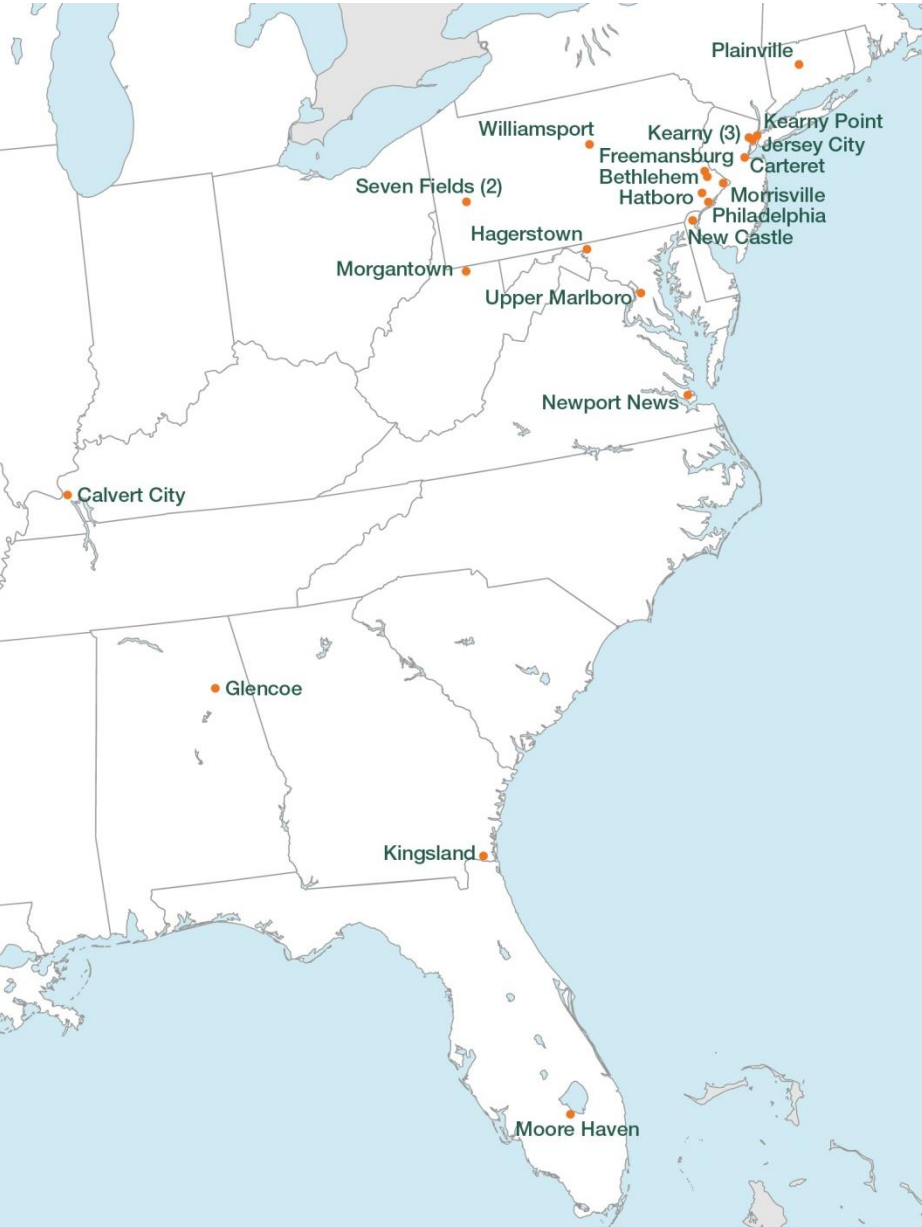 Plainville
Kearny Point
Williamsport
Kearny (3)
Jersey City
Freemansburg
Carteret
Bethlehem
Seven Fields (2)
Hatboro
Morrisville
Philadelphia
Hagerstown
New Castle
Morgantown
Upper Marlboro
Newport News
Calvert City
Glencoe
Kingsland
Moore Haven